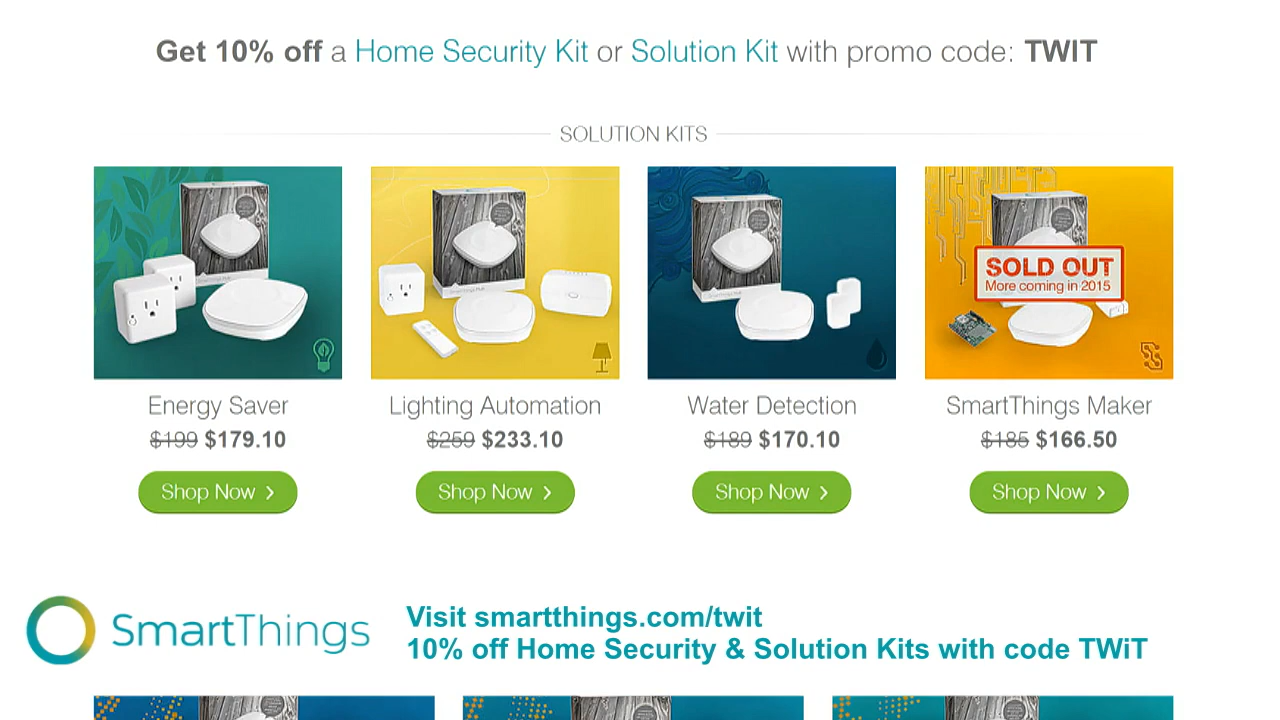 Get 10% off a Home Security Kit or Solution Kit with promo code: TWIT
SOLUTION KITS
SOLD OUT
More coming in 2015
Energy Saver
Lighting Automation
Water Detection
SmartThings Maker
$199 $179.10
$259 $233.10
$189 $170.10
$185 $166.50
Shop Now >
Shop Now >
Shop Now >
Shop Now >
SmartThings
Visit smartthings.com/twit
10% off Home Security & Solution Kits with code TWiT